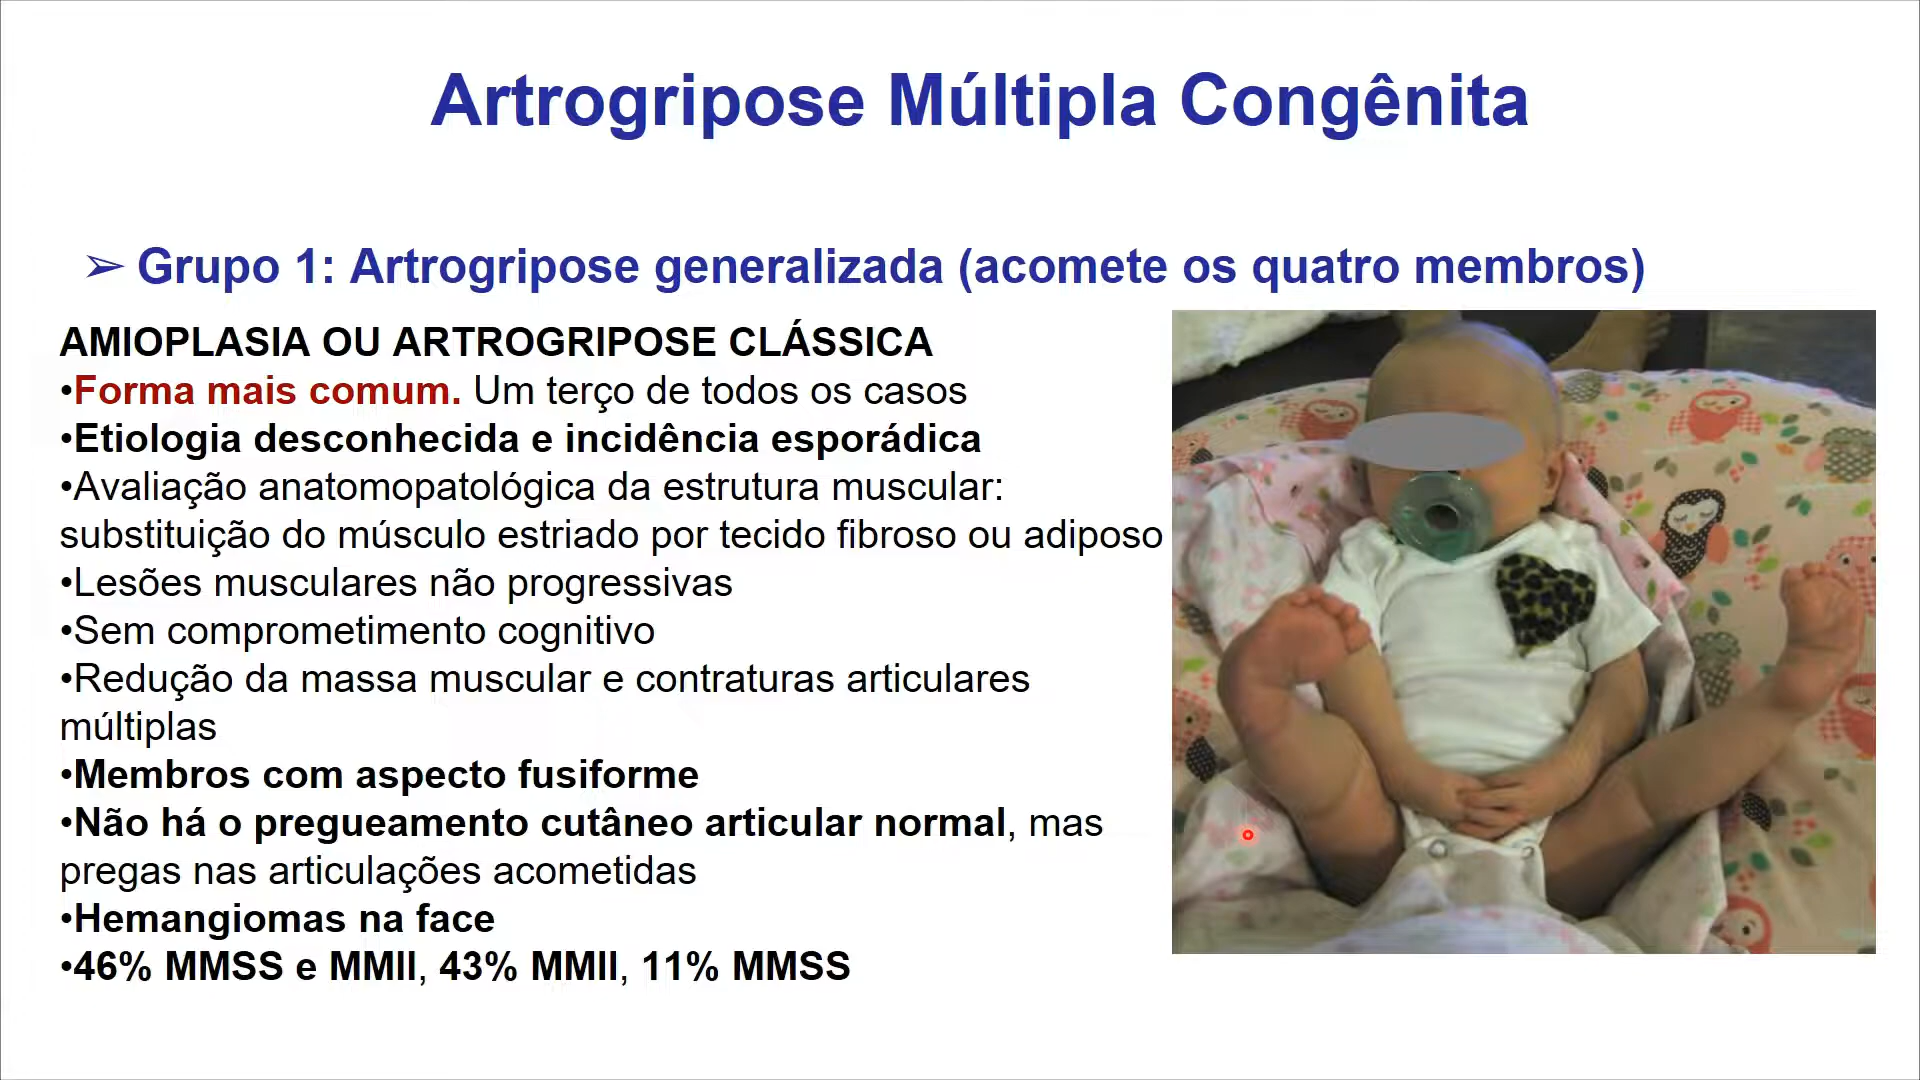 Artrogripose Múltipla Congênita
➢ Grupo 1: Artrogripose generalizada (acomete os quatro membros)
AMIOPLASIA OU ARTROGRIPOSE CLÁSSICA
•Forma mais comum. Um terço de todos os casos
•Etiologia desconhecida e incidência esporádica
•Avaliação anatomopatológica da estrutura muscular:
substituição do músculo estriado por tecido fibroso ou adiposo
•Lesões musculares não progressivas
•Sem comprometimento cognitivo
•Redução da massa muscular e contraturas articulares
múltiplas
•Membros com aspecto fusiforme
•Não há o pregueamento cutâneo articular normal, mas
pregas nas articulações acometidas
•Hemangiomas na face
•46% MMSS e MMII, 43% MMII, 11% MMSS